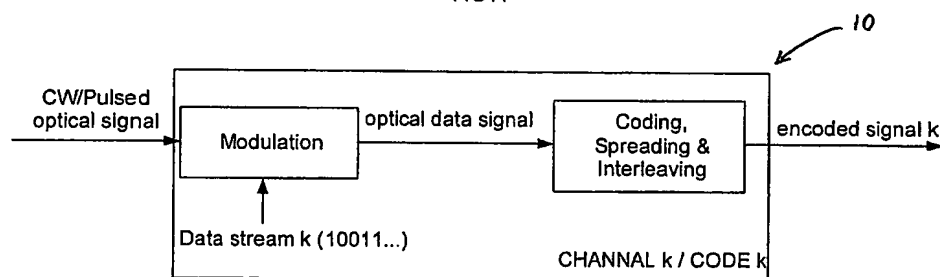 10
CW/Pulsed
optical signal
Modulation
optical data signal
Coding,
Spreading &
Interleaving
encoded signal k
Data stream k (10011...)
CHANNAL k / CODE k